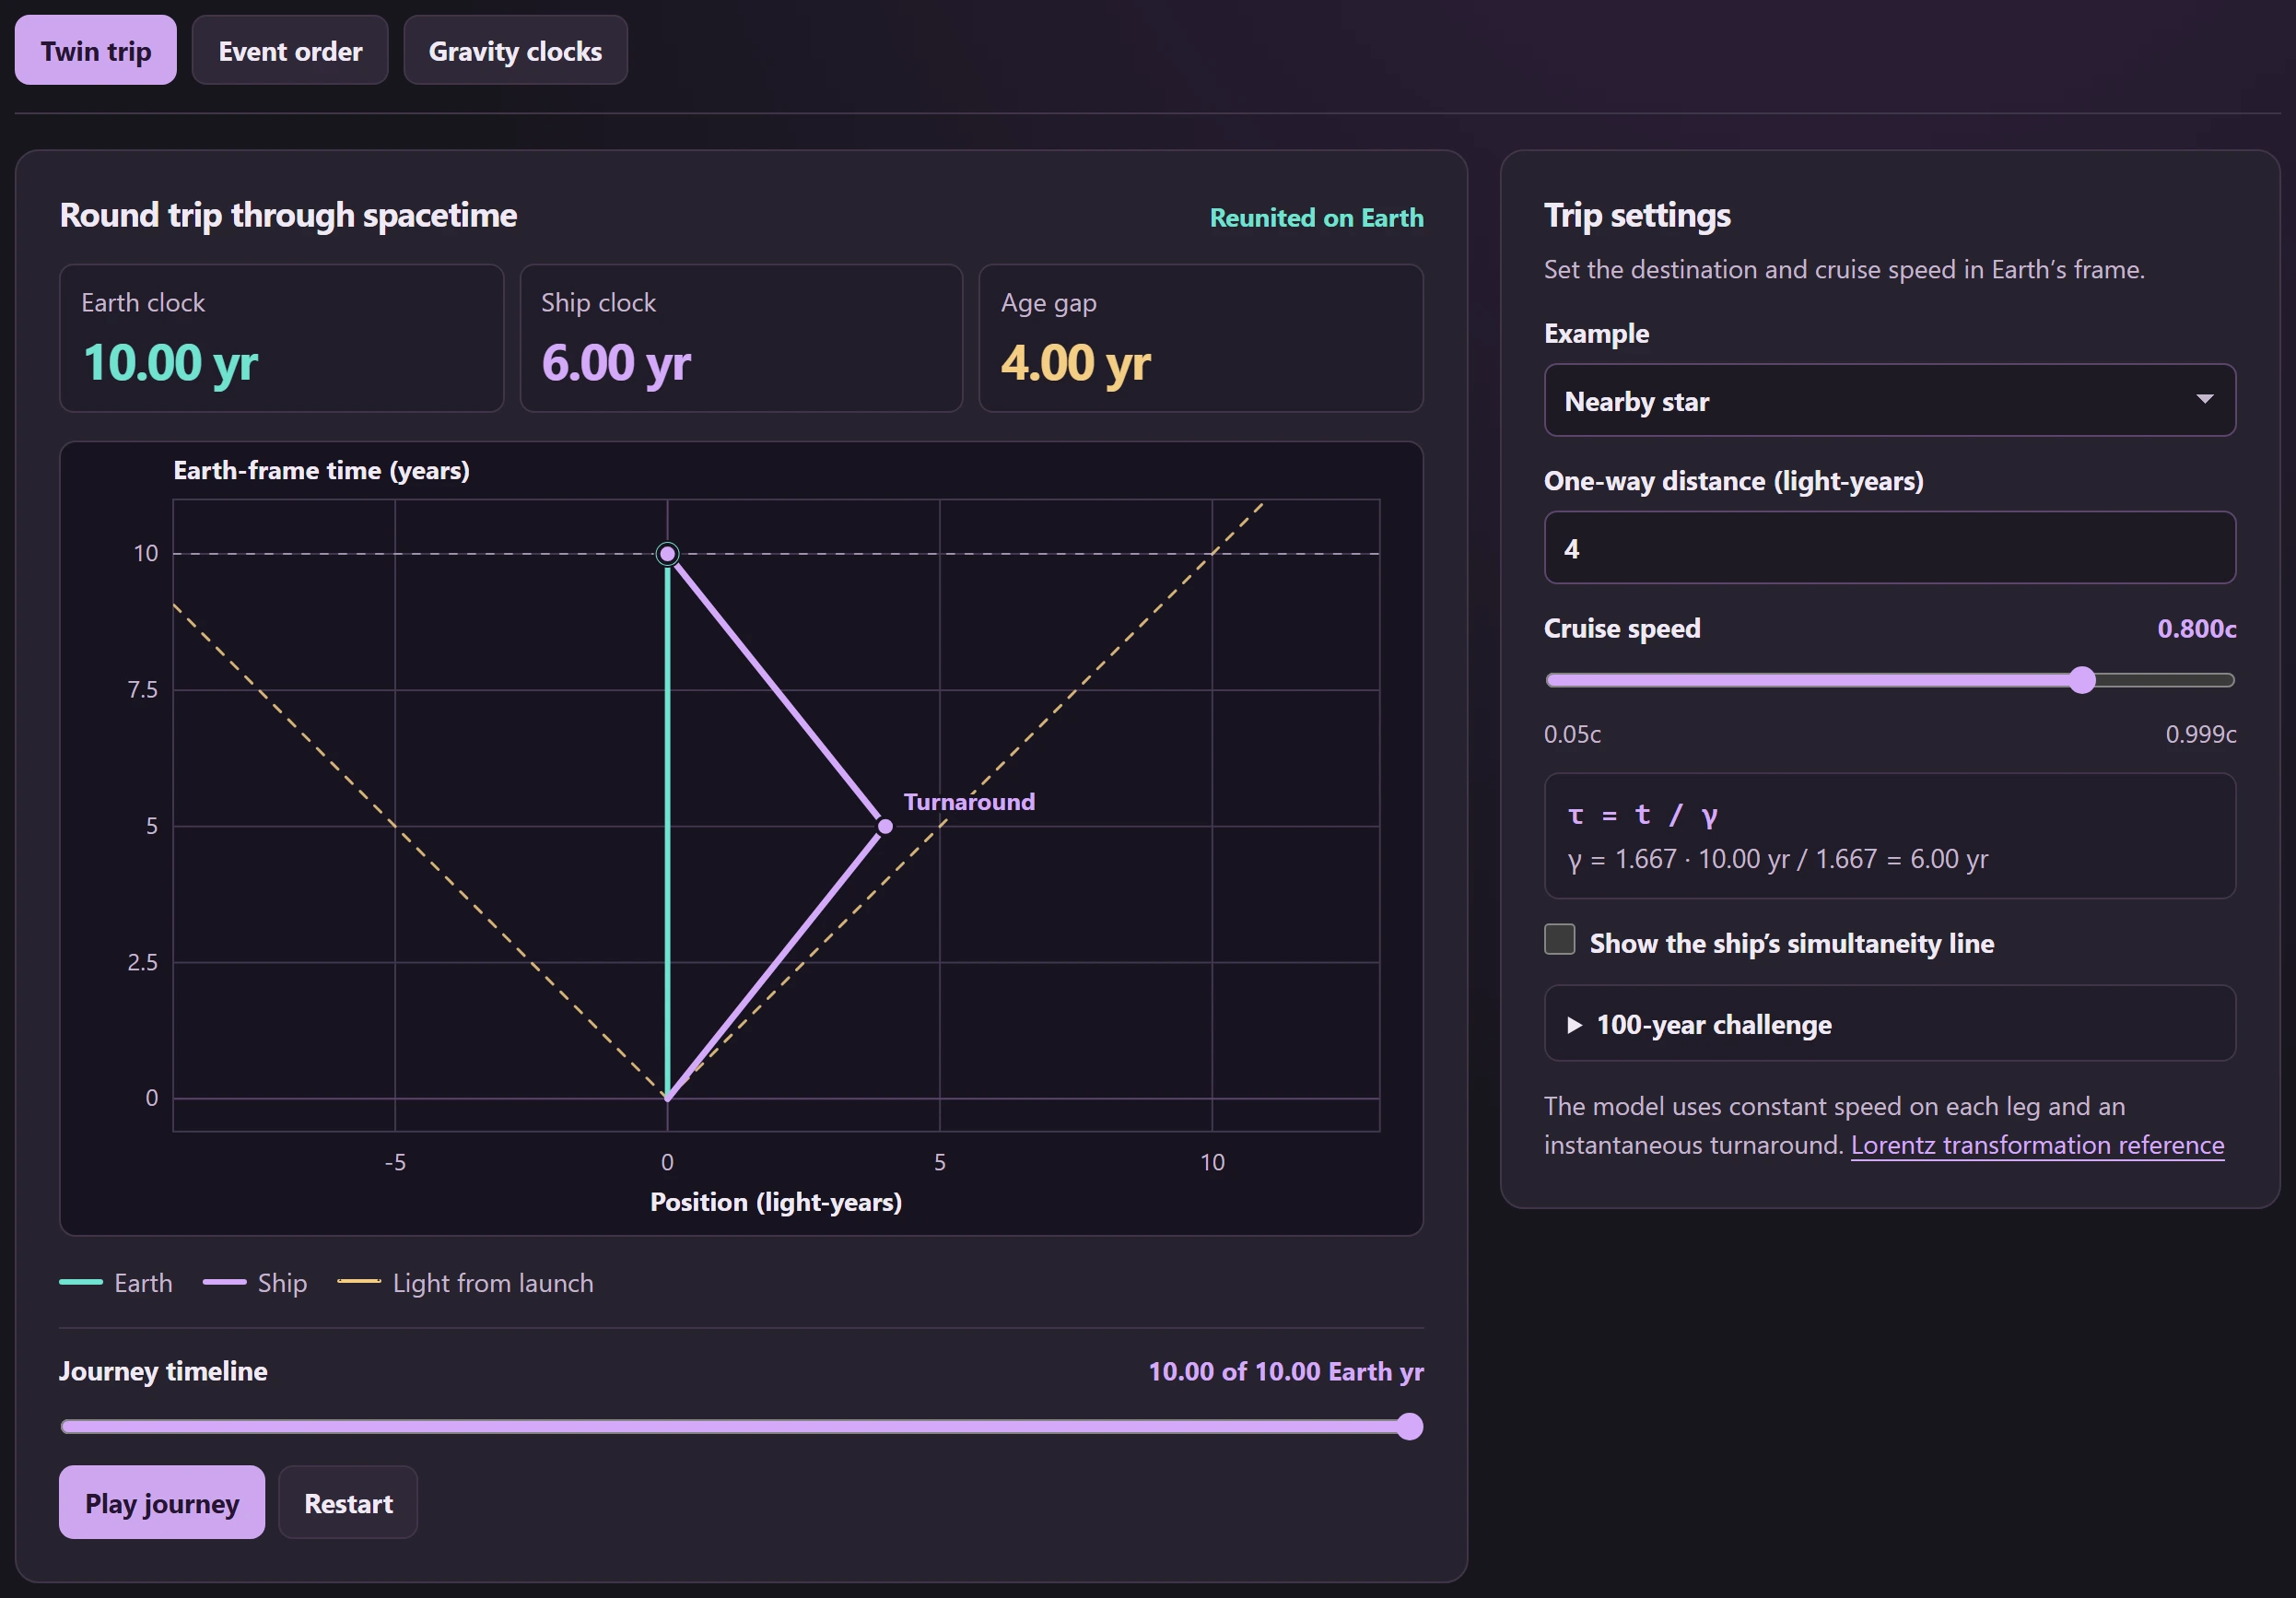 Twin trip
Event order
Gravity clocks
Round trip through spacetime
Reunited on Earth
Earth clock
10.00 yr
Ship clock
6.00 yr
Age gap
4.00 yr
Earth-frame time (years)
10
7.5
5
2.5
0
Turnaround
-5
0
5
10
Position (light-years)
Earth
Ship
Light from launch
Journey timeline
10.00 of 10.00 Earth yr
Play journey
Restart
Trip settings
Set the destination and cruise speed in Earth’s frame.
Example
Nearby star
One-way distance (light-years)
4
Cruise speed
0.800c
0.05c
0.999c
τ = t / γ
γ = 1.667 · 10.00 yr / 1.667 = 6.00 yr
Show the ship’s simultaneity line
100-year challenge
The model uses constant speed on each leg and an
instantaneous turnaround. Lorentz transformation reference